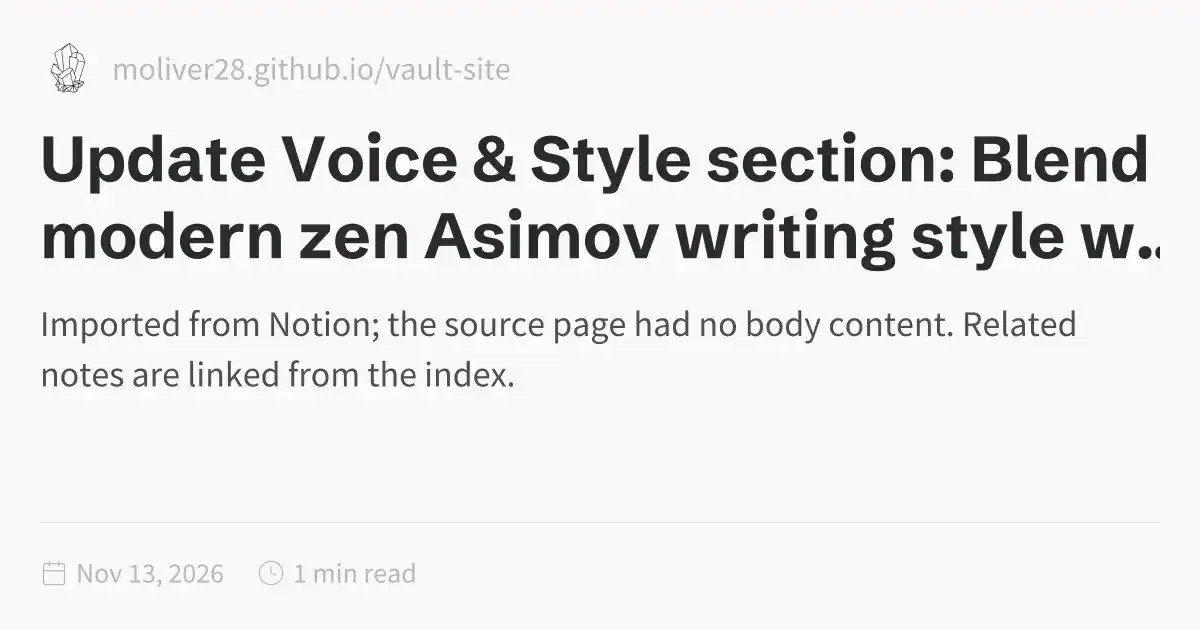 moliver28.github.io/vault-site
Update Voice & Style section: Blend
modern zen Asimov writing style w..
Imported from Notion; the source page had no body content. Related
notes are linked from the index.
Nov 13, 2026 1 min read